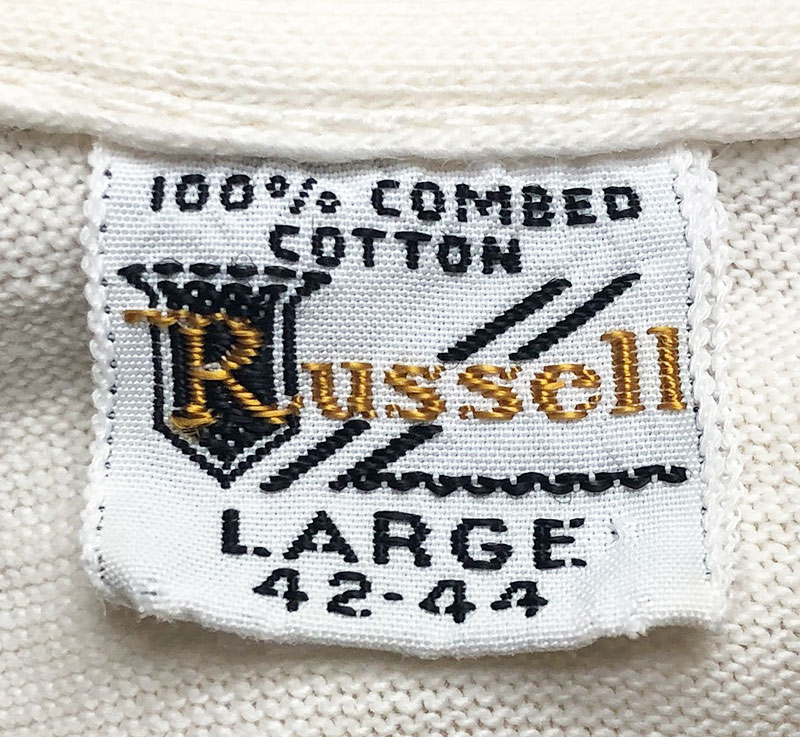 100% COMBED
COTTON
Russell
LARGE
42-44